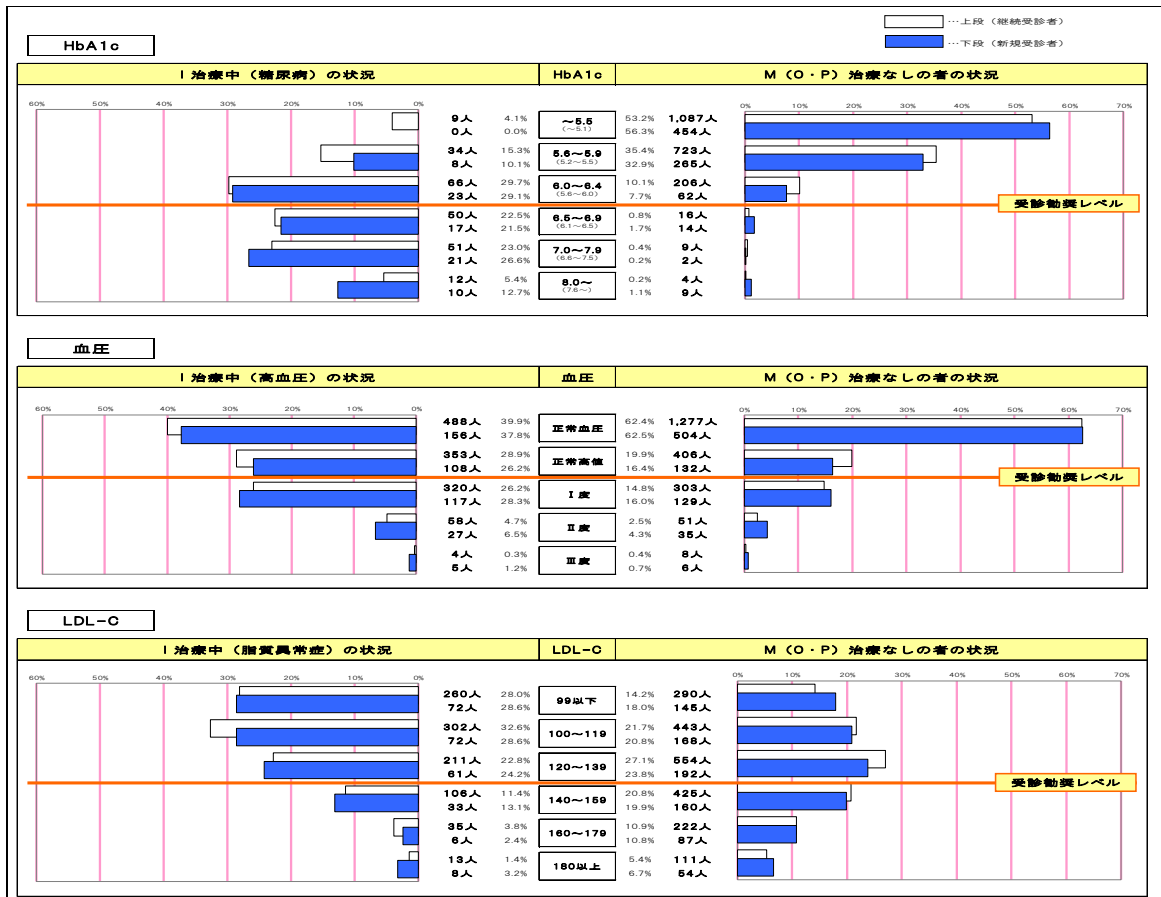 …上段（継続受診者）
…下段（新規受診者）
HbA1c
I 治療中（糖尿病）の状況 HbA1c M（O・P）治療なしの者の状況
60% 50% 40% 30% 20% 10% 0% 0% 10% 20% 30% 40% 50% 60% 70%
9人 4.1% ～5.5 53.2% 1,087人
0人 0.0% (～5.1) 56.3% 454人
34人 15.3% 5.6～5.9 35.4% 723人
8人 10.1% (5.2～5.5) 32.9% 265人
66人 29.7% 6.0～6.4 10.1% 206人
23人 29.1% (5.6～6.0) 7.7% 62人
受診勧奨レベル
50人 22.5% 6.5～6.9 0.8% 16人
17人 21.5% (6.1～6.5) 1.7% 14人
51人 23.0% 7.0～7.9 0.4% 9人
21人 26.6% (6.6～7.5) 0.2% 2人
12人 5.4% 8.0～ 0.2% 4人
10人 12.7% (7.6～) 1.1% 9人
血圧
I 治療中（高血圧）の状況 血圧 M（O・P）治療なしの者の状況
60% 50% 40% 30% 20% 10% 0% 0% 10% 20% 30% 40% 50% 60% 70%
488人 39.9% 正常血圧 62.4% 1,277人
156人 37.8% 62.5% 504人
353人 28.9% 正常高値 19.9% 406人
108人 26.2% 16.4% 132人
受診勧奨レベル
320人 26.2% Ⅰ度 14.8% 303人
117人 28.3% 16.0% 129人
58人 4.7% Ⅱ度 2.5% 51人
27人 6.5% 4.3% 35人
4人 0.3% Ⅲ度 0.4% 8人
5人 1.2% 0.7% 6人
LDL-C
I 治療中（脂質異常症）の状況 LDL-C M（O・P）治療なしの者の状況
60% 50% 40% 30% 20% 10% 0% 0% 10% 20% 30% 40% 50% 60% 70%
260人 28.0% 99以下 14.2% 290人
72人 28.6% 18.0% 145人
302人 32.6% 100～119 21.7% 443人
72人 28.6% 20.8% 168人
211人 22.8% 120～139 27.1% 554人
61人 24.2% 23.8% 192人
受診勧奨レベル
106人 11.4% 140～159 20.8% 425人
33人 13.1% 19.9% 160人
35人 3.8% 160～179 10.9% 222人
6人 2.4% 10.8% 87人
13人 1.4% 180以上 5.4% 111人
8人 3.2% 6.7% 54人